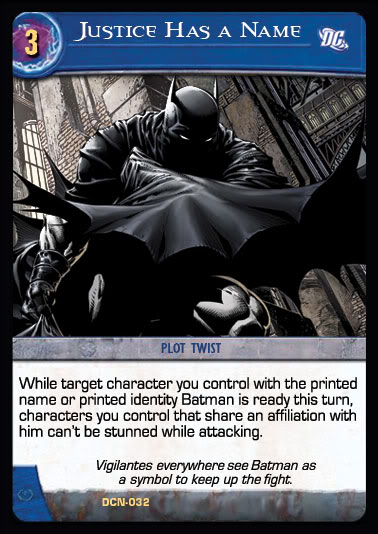 3
Justice Has a Name
DC
PLOT TWIST
While target character you control with the printed
name or printed identity Batman is ready this turn,
characters you control that share an affiliation with
him can't be stunned while attacking.
Vigilantes everywhere see Batman as
a symbol to keep up the fight.
DCN-032